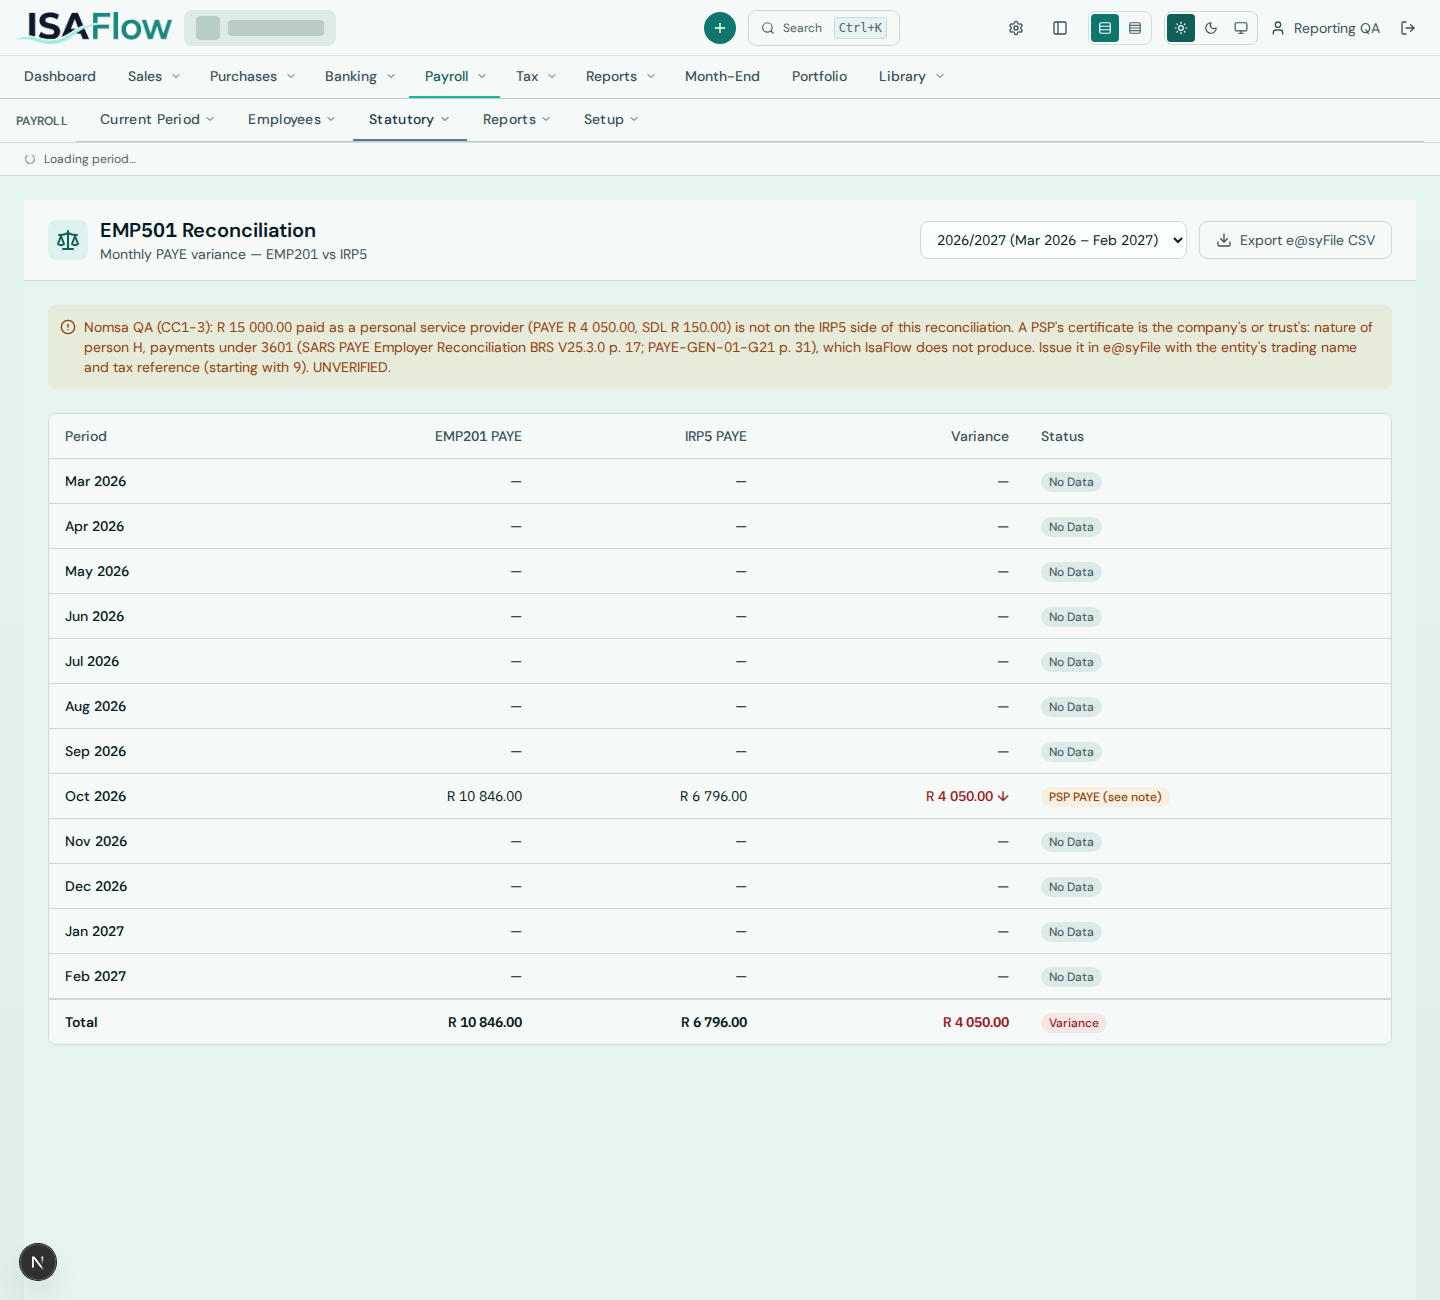 ISAFlow
Search Ctrl+K
Reporting QA
Dashboard Sales Purchases Banking Payroll Tax Reports Month-End Portfolio Library
PAYROLL Current Period Employees Statutory Reports Setup
Loading period...
EMP501 Reconciliation
Monthly PAYE variance — EMP201 vs IRP5
2026/2027 (Mar 2026 – Feb 2027)
Export e@syFile CSV
Nomsa QA (CC1-3): R 15 000.00 paid as a personal service provider (PAYE R 4 050.00, SDL R 150.00) is not on the IRP5 side of this reconciliation. A PSP's certificate is the company's or trust's: nature of
person H, payments under 3601 (SARS PAYE Employer Reconciliation BRS V25.3.0 p. 17; PAYE-GEN-01-G21 p. 31), which IsaFlow does not produce. Issue it in e@syFile with the entity's trading name
and tax reference (starting with 9). UNVERIFIED.
Period EMP201 PAYE IRP5 PAYE Variance Status
Mar 2026 — — — No Data
Apr 2026 — — — No Data
May 2026 — — — No Data
Jun 2026 — — — No Data
Jul 2026 — — — No Data
Aug 2026 — — — No Data
Sep 2026 — — — No Data
Oct 2026 R 10 846.00 R 6 796.00 R 4 050.00 ↓ PSP PAYE (see note)
Nov 2026 — — — No Data
Dec 2026 — — — No Data
Jan 2027 — — — No Data
Feb 2027 — — — No Data
Total R 10 846.00 R 6 796.00 R 4 050.00 Variance
N